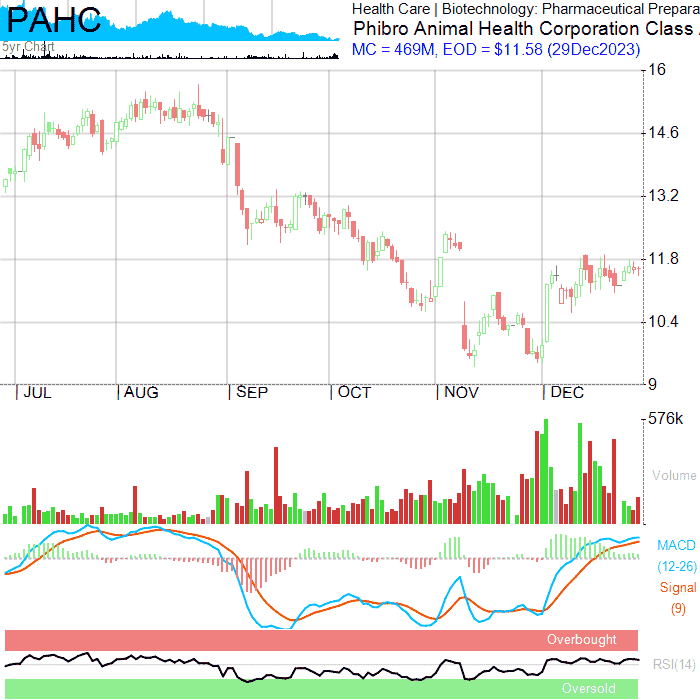 PAHC
5yr Chart
Health Care | Biotechnology: Pharmaceutical Prepara
Phibro Animal Health Corporation Class
MC = 469M, EOD = $11.58 (29Dec2023)
16
14.6
13.2
11.8
10.4
9
JUL AUG SEP OCT NOV DEC
576k
Volume
MACD
(12-26)
Signal
(9)
Overbought
RSI(14)
Oversold